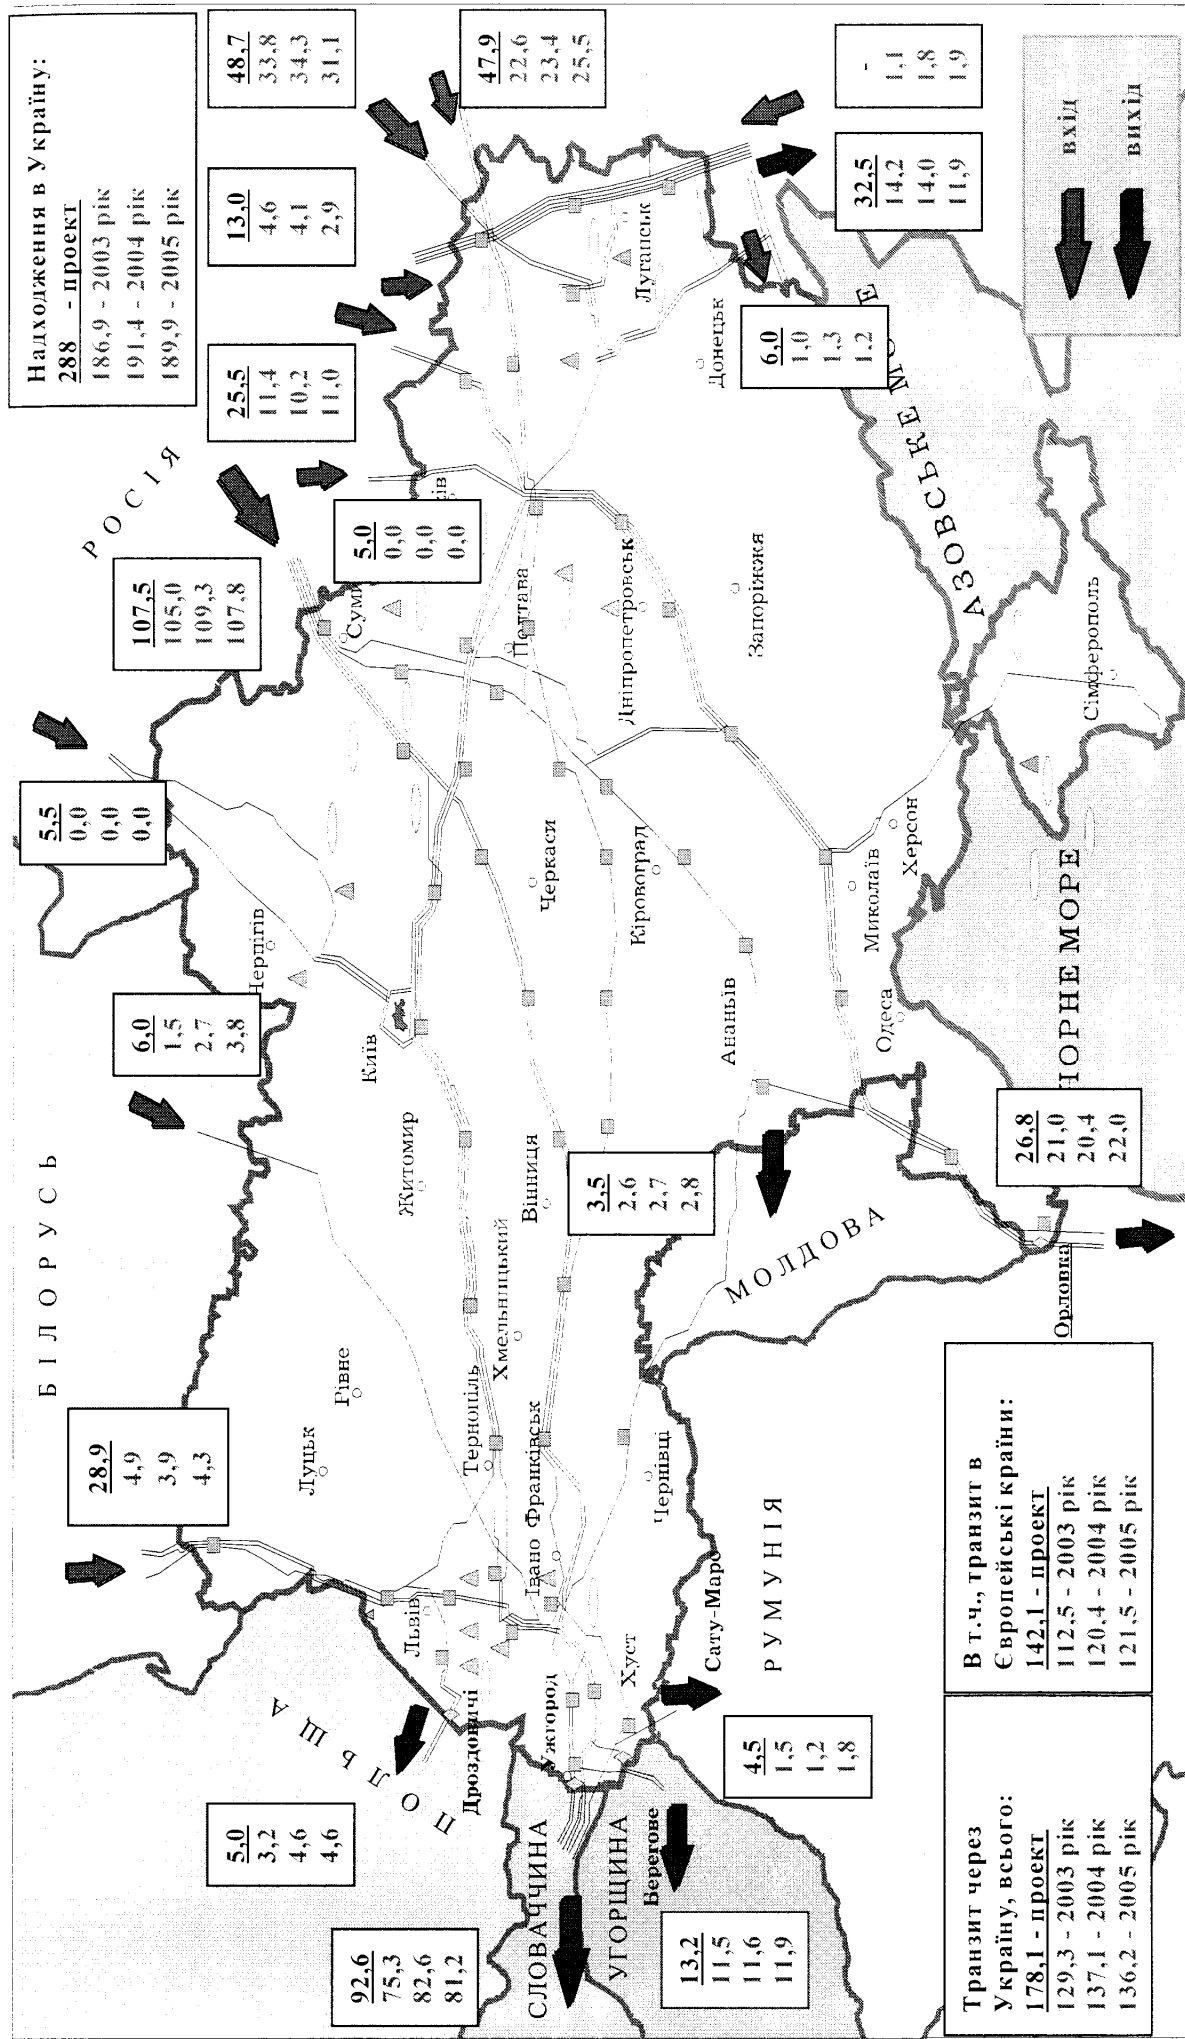 Надходження в Україну:
288 - проект
186,9 - 2003 рік
191,4 - 2004 рік
189,9 - 2005 рік
48,7
33,8
34,3
31,1
47,9
22,6
23,4
25,5
13,0
4,6
4,1
2,9
25,5
11,4
10,2
11,0
-
1,1
1,8
1,9
32,5
14,2
14,0
11,9
6,0
1,0
1,3
1,2
5,0
0,0
0,0
0,0
107,5
105,0
109,3
107,8
5,5
0,0
0,0
0,0
6,0
1,5
2,7
3,8
28,9
4,9
3,9
4,3
3,5
2,6
2,7
2,8
26,8
21,0
20,4
22,0
5,0
3,2
4,6
4,6
92,6
75,3
82,6
81,2
13,2
11,5
11,6
11,9
4,5
1,5
1,2
1,8
БІЛОРУСЬ
РОСІЯ
ПОЛЬЩА
СЛОВАЧЧИНА
УГОРЩИНА
РУМУНІЯ
МОЛДОВА
АЗОВСЬКЕ МО Е
ЧОРНЕ МОРЕ
Луцьк
Рівне
Житомир
Київ
Чернігів
Суми
ків
Полтава
Луганськ
Донецьк
Дніпропетровськ
Запоріжжя
Черкаси
Кіровоград
Вінниця
Хмельницький
Тернопіль
Львів
Івано Франківськ
Чернівці
Дроздовичі
Ужгород
Хуст
Берегове
Сату-Маре
Ананьїв
Одеса
Миколаїв
Херсон
Сімферополь
Орловка
вхід
вихід
Транзит через
Україну, всього:
178,1 - проект
129,3 - 2003 рік
137,1 - 2004 рік
136,2 - 2005 рік
В т.ч., транзит в
Європейські країни:
142,1 - проект
112,5 - 2003 рік
120,4 - 2004 рік
121,5 - 2005 рік